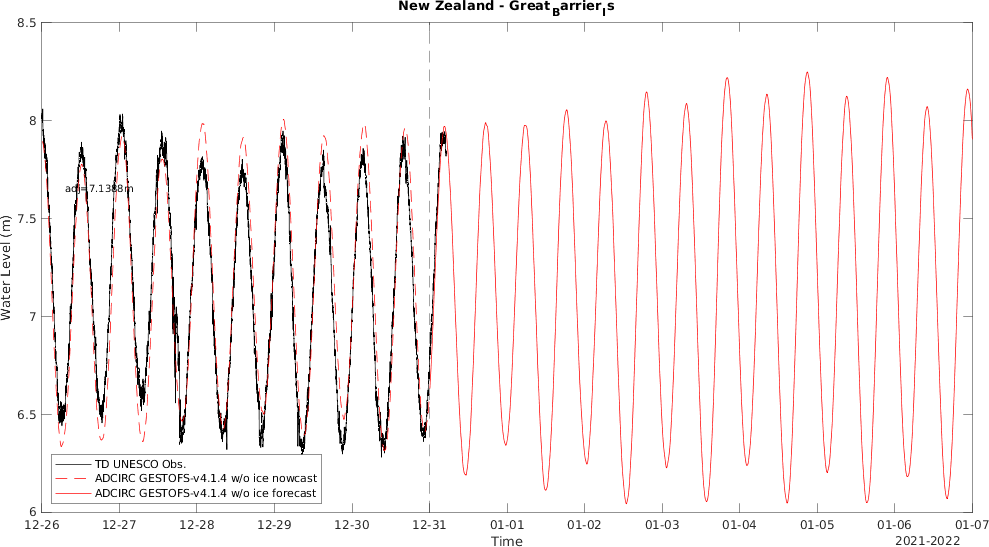 New Zealand - Great_Barrier_Is
8.5
8
7.5
7
6.5
6
Water Level (m)
adj=7.1388m
TD UNESCO Obs.
ADCIRC GESTOFS-v4.1.4 w/o ice nowcast
ADCIRC GESTOFS-v4.1.4 w/o ice forecast
12-26 12-27 12-28 12-29 12-30 12-31 01-01 01-02 01-03 01-04 01-05 01-06 01-07
Time
2021-2022